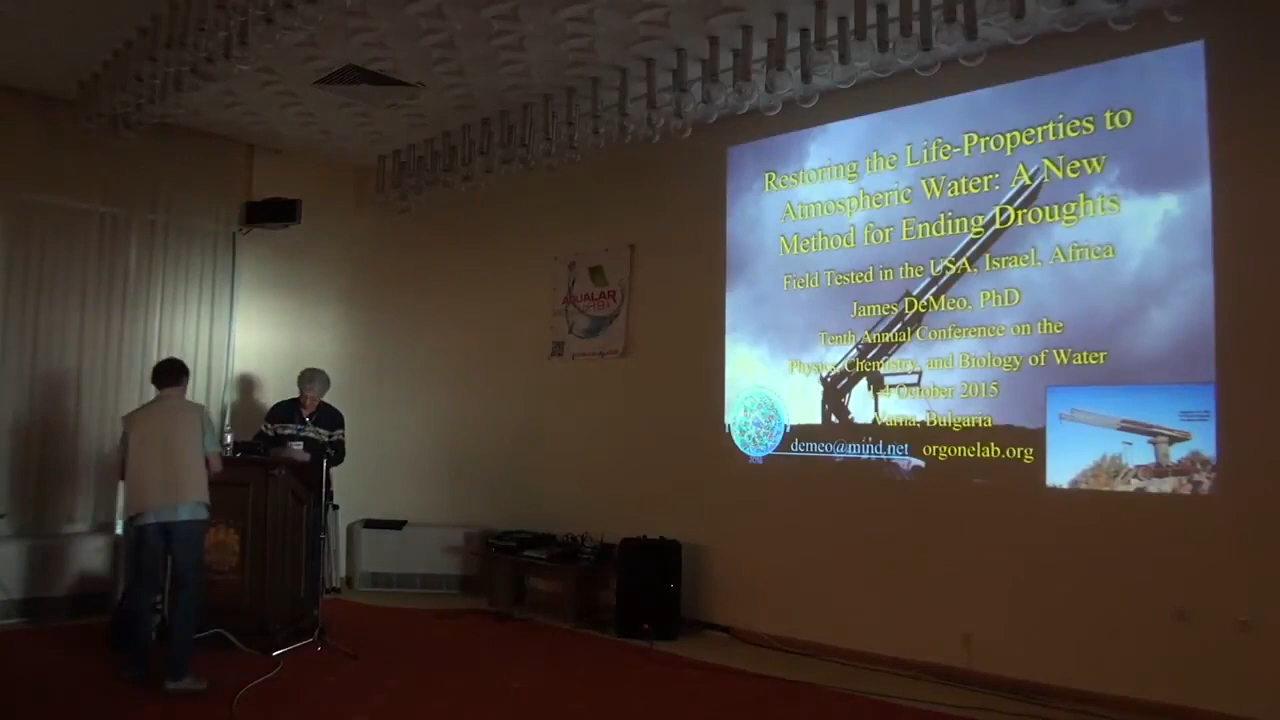 Restoring the Life-Properties to
Atmospheric Water: A New
Method for Ending Droughts
Field Tested in the USA, Israel, Africa
James DeMeo, PhD
Tenth Annual Conference on the
Physics, Chemistry, and Biology of Water
1-4 October 2015
Varna, Bulgaria
demeo@mind.net orgonelab.org
AQUALAR